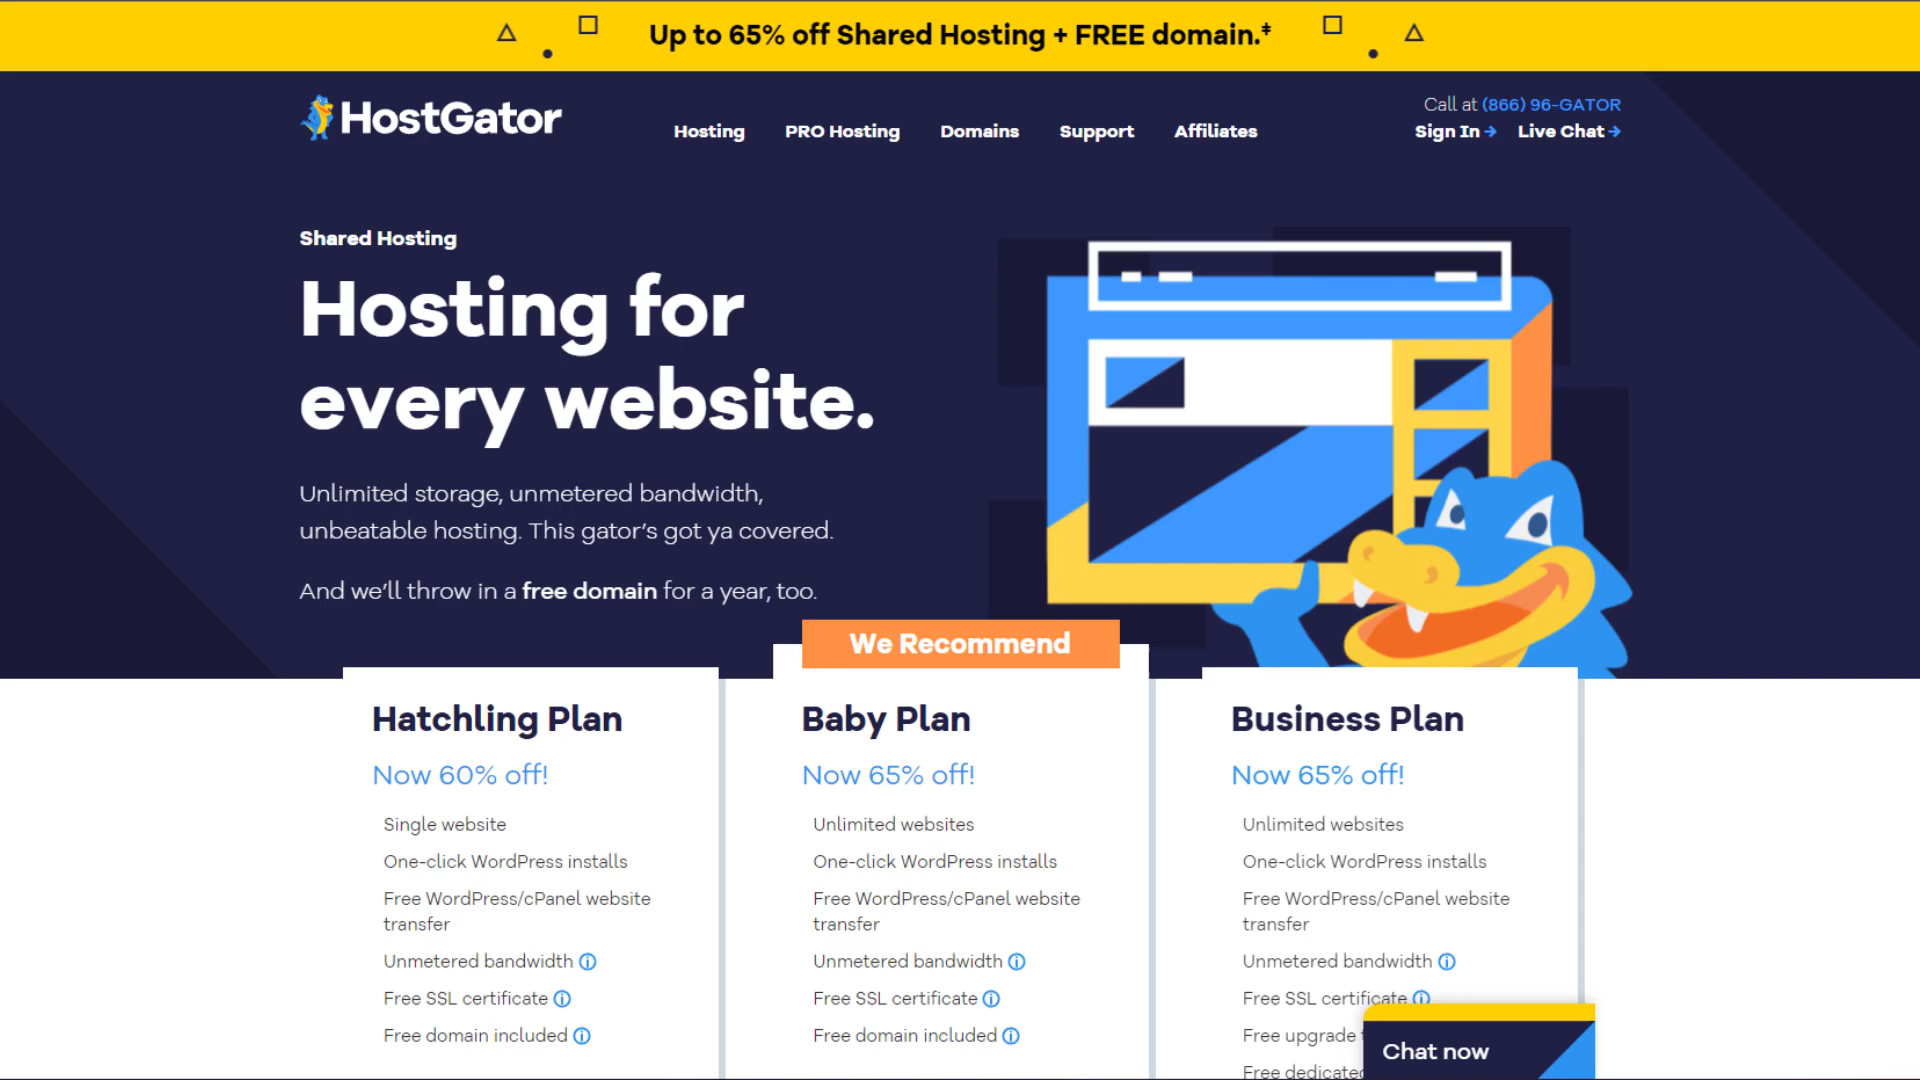 Up to 65% off Shared Hosting + FREE domain.‡
HostGator
Hosting
PRO Hosting
Domains
Support
Affiliates
Call at (866) 96-GATOR
Sign In
Live Chat
Shared Hosting
Hosting for
every website.
Unlimited storage, unmetered bandwidth,
unbeatable hosting. This gator’s got ya covered.
And we’ll throw in a free domain for a year, too.
Hatchling Plan
Now 60% off!
Single website
One-click WordPress installs
Free WordPress/cPanel website
transfer
Unmetered bandwidth
Free SSL certificate
Free domain included
We Recommend
Baby Plan
Now 65% off!
Unlimited websites
One-click WordPress installs
Free WordPress/cPanel website
transfer
Unmetered bandwidth
Free SSL certificate
Free domain included
Business Plan
Now 65% off!
Unlimited websites
One-click WordPress installs
Free WordPress/cPanel website
transfer
Unmetered bandwidth
Free SSL certificate
Free upgrade
Free dedicated
Chat now